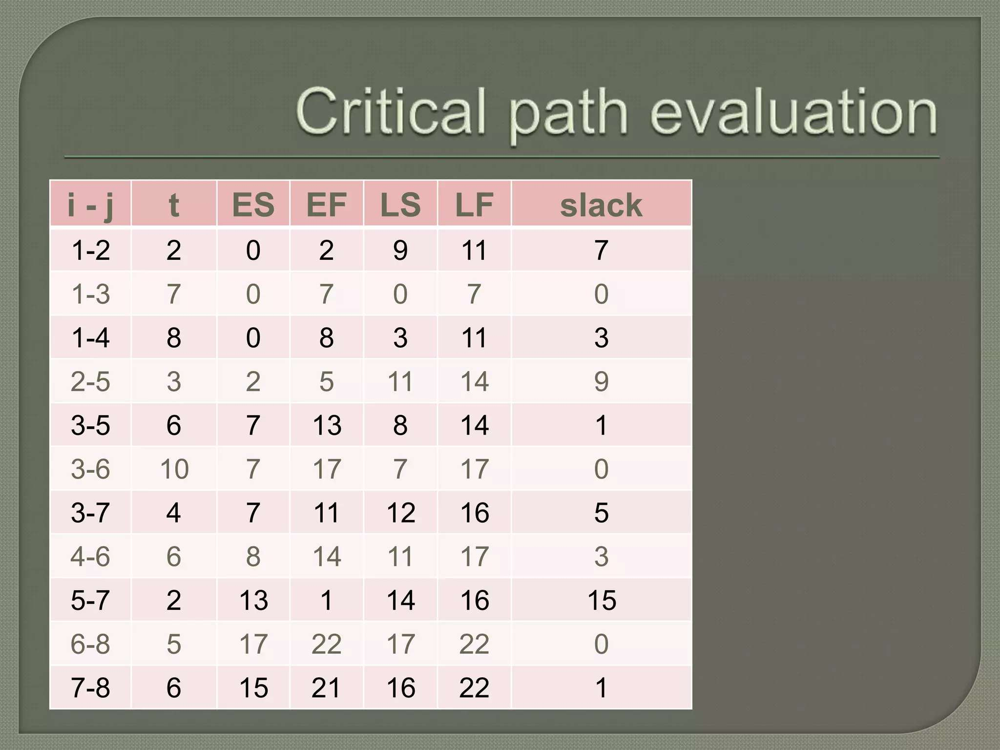 Critical path evaluation
i - j t ES EF LS LF slack
1-2 2 0 2 9 11 7
1-3 7 0 7 0 7 0
1-4 8 0 8 3 11 3
2-5 3 2 5 11 14 9
3-5 6 7 13 8 14 1
3-6 10 7 17 7 17 0
3-7 4 7 11 12 16 5
4-6 6 8 14 11 17 3
5-7 2 13 1 14 16 15
6-8 5 17 22 17 22 0
7-8 6 15 21 16 22 1